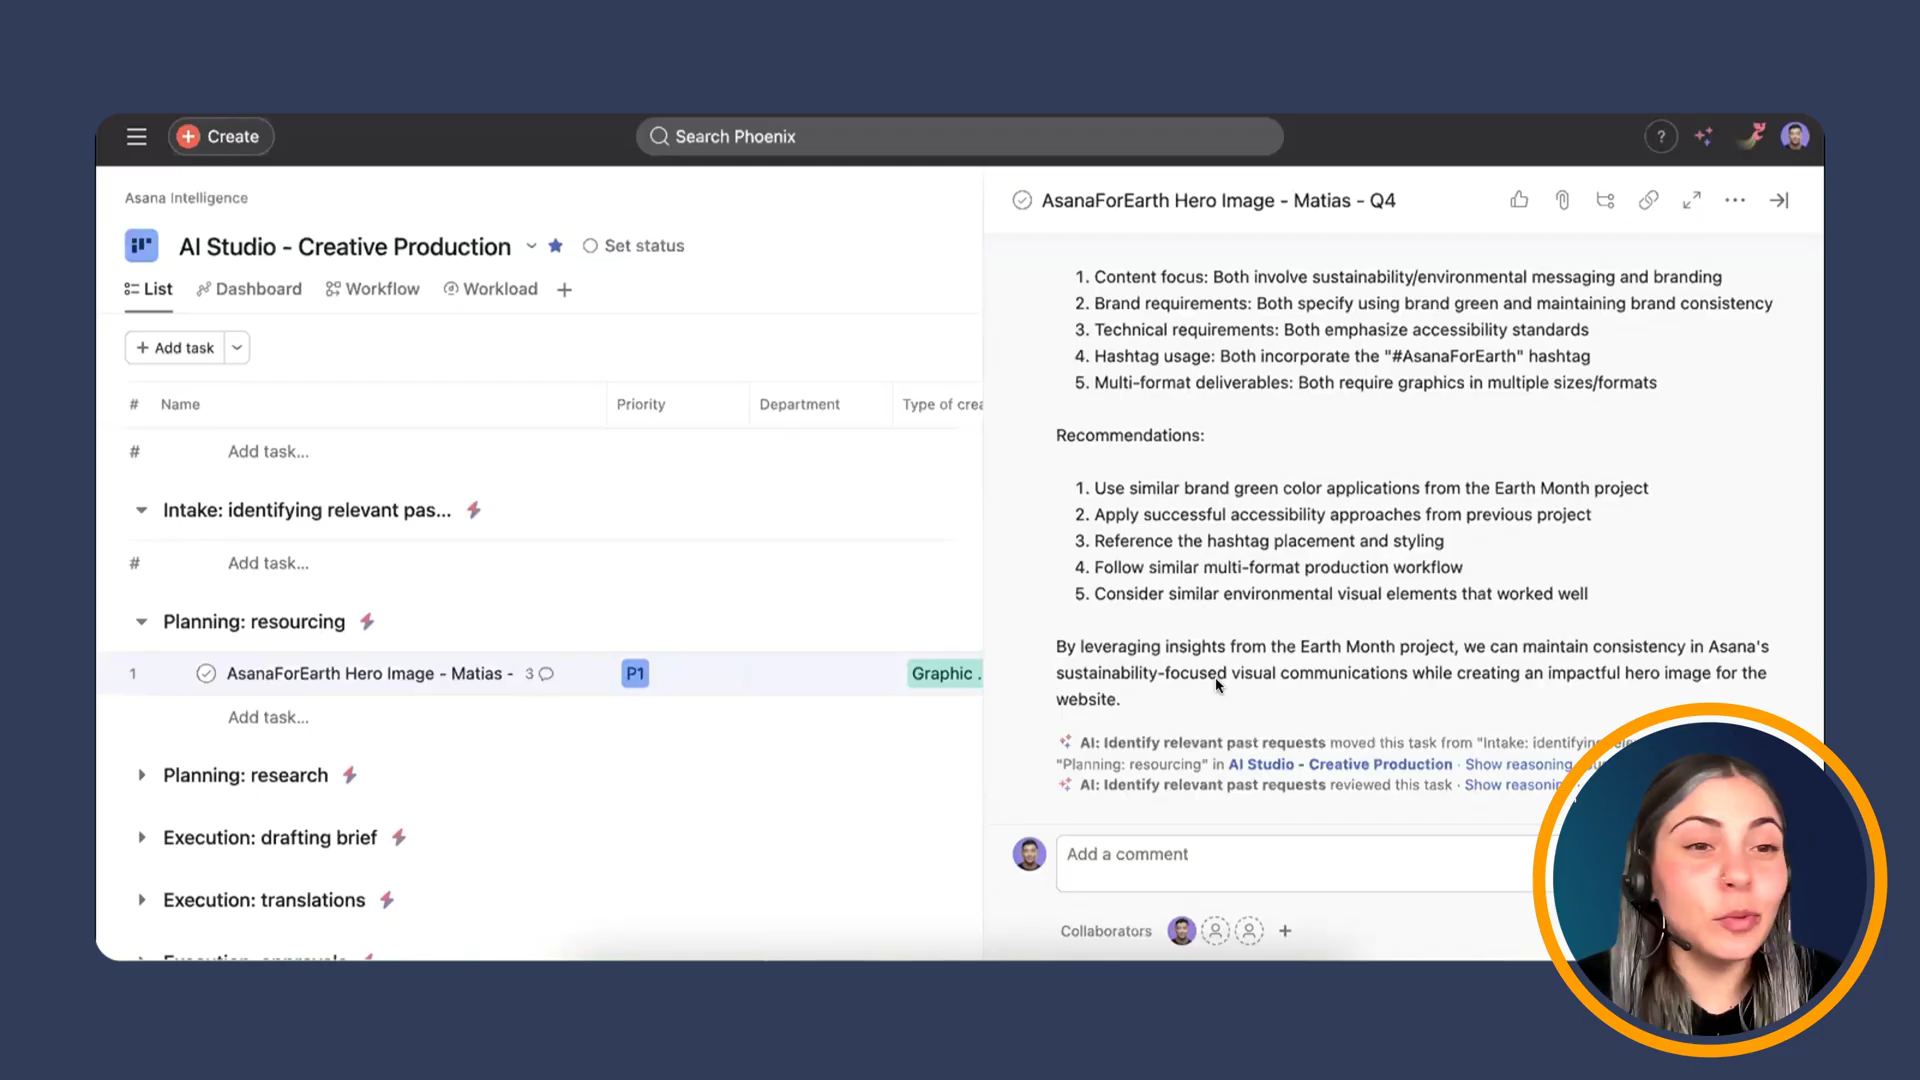 Create
Search Phoenix
?
Asana Intelligence
AI Studio - Creative Production
Set status
List
Dashboard
Workflow
Workload
+ Add task
# Name Priority Department Type of
# Add task...
Intake: identifying relevant pas...
# Add task...
Planning: resourcing
1 AsanaForEarth Hero Image - Matias - 3 P1 Graphic .
Add task...
Planning: research
Execution: drafting brief
Execution: translations
AsanaForEarth Hero Image - Matias - Q4
1. Content focus: Both involve sustainability/environmental messaging and branding
2. Brand requirements: Both specify using brand green and maintaining brand consistency
3. Technical requirements: Both emphasize accessibility standards
4. Hashtag usage: Both incorporate the "#AsanaForEarth" hashtag
5. Multi-format deliverables: Both require graphics in multiple sizes/formats
Recommendations:
1. Use similar brand green color applications from the Earth Month project
2. Apply successful accessibility approaches from previous project
3. Reference the hashtag placement and styling
4. Follow similar multi-format production workflow
5. Consider similar environmental visual elements that worked well
By leveraging insights from the Earth Month project, we can maintain consistency in Asana's
sustainability-focused visual communications while creating an impactful hero image for the
website.
AI: Identify relevant past requests moved this task from "Intake: identifying
"Planning: resourcing" in AI Studio - Creative Production · Show reasoning
AI: Identify relevant past requests reviewed this task · Show reasoning
Add a comment
Collaborators